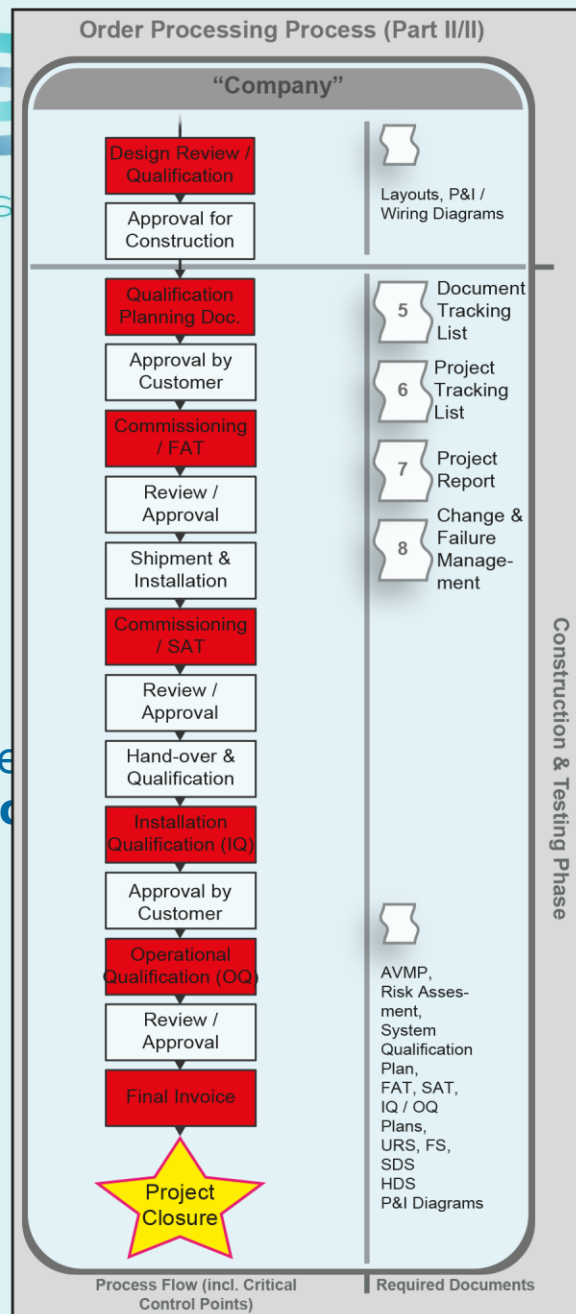 Order Processing Process (Part II/II)
“Company”
Design Review /
Qualification
Approval for
Construction
Qualification
Planning Doc.
Approval by
Customer
Commissioning
/ FAT
Review /
Approval
Shipment &
Installation
Commissioning
/ SAT
Review /
Approval
Hand-over &
Qualification
Installation
Qualification (IQ)
Approval by
Customer
Operational
Qualification (OQ)
Review /
Approval
Final Invoice
Project
Closure
Layouts, P&I /
Wiring Diagrams
5
Document
Tracking
List
6
Project
Tracking
List
7
Project
Report
8
Change &
Failure
Manage-
ment
AVMP,
Risk Asses-
ment,
System
Qualification
Plan,
FAT, SAT,
IQ / OQ
Plans,
URS, FS,
SDS
HDS
P&I Diagrams
Construction & Testing Phase
Process Flow (incl. Critical
Control Points)
Required Documents